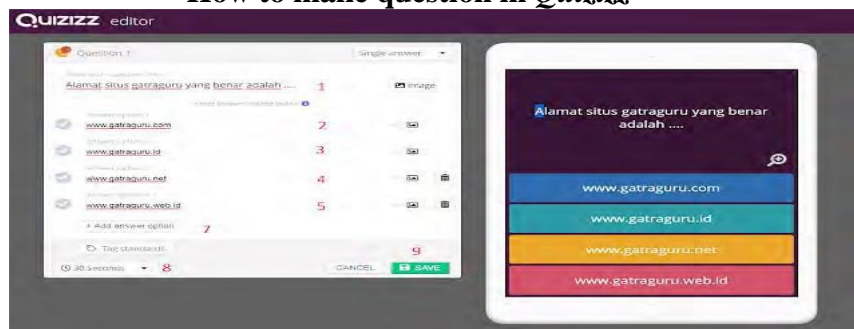 How to make question in Quizizz
QUIZIZZ editor
Question 1
Single answer
Alamat situs gatraguru yang benar adalah ....
1
image
www.gatraguru.com
2
www.gatraguru.id
3
www.gatraguru.net
4
www.gatraguru.web.id
5
+ Add answer option
7
Tag standards
9
30 Seconds
8
CANCEL
SAVE
Alamat situs gatraguru yang benar
adalah ....
www.gatraguru.com
www.gatraguru.id
www.gatraguru.net
www.gatraguru.web.id